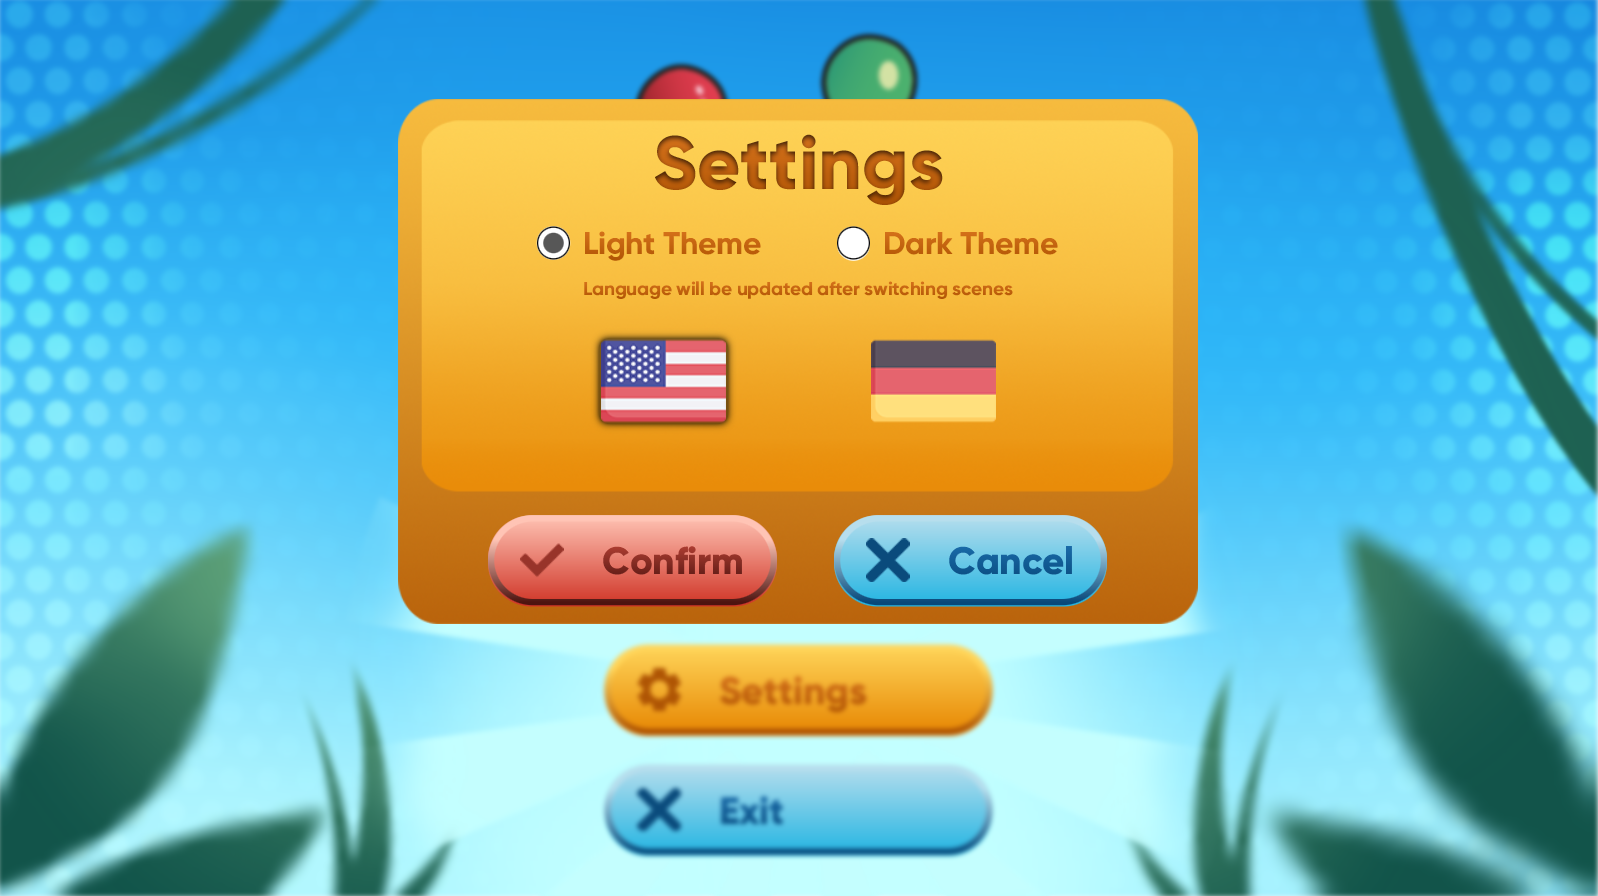 Settings
Light Theme
Dark Theme
Language will be updated after switching scenes
Confirm
Cancel
Settings
Exit